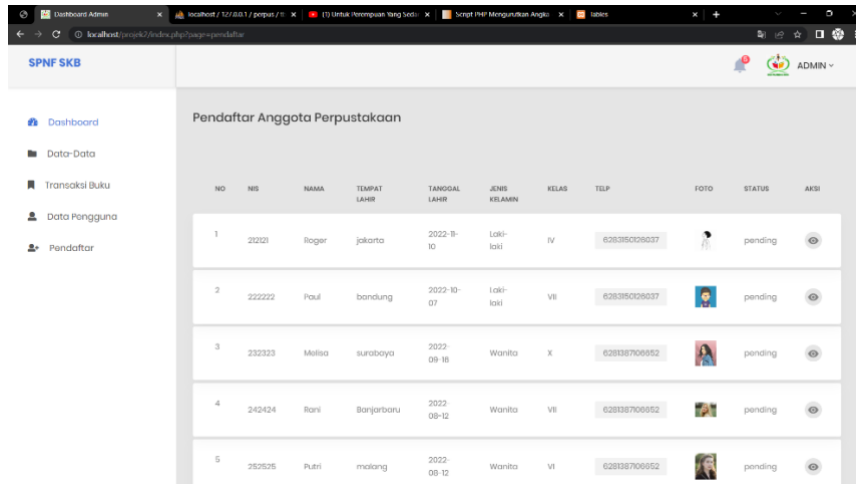 Dashboard Admin
localhost / 127.0.0.1 / perpus /
(1) Untuk Perempuan Yang Seda
Script PHP Mengurutkan Angka
Tables
localhost/projek2/index.php?page=pendaftar
SPNF SKB
ADMIN
Dashboard
Data-Data
Transaksi Buku
Data Pengguna
Pendaftar
Pendaftar Anggota Perpustakaan
NO NIS NAMA TEMPAT LAHIR TANGGAL LAHIR JENIS KELAMIN KELAS TELP FOTO STATUS AKSI
1 212121 Roger jakarta 2022-11-10 Laki-laki IV 6283150126037 pending
2 222222 Paul bandung 2022-10-07 Laki-laki VII 6283150126037 pending
3 232323 Melisa surabaya 2022-09-16 Wanita X 6281387106652 pending
4 242424 Rani Banjarbaru 2022-08-12 Wanita VII 6281387106652 pending
5 252525 Putri malang 2022-08-12 Wanita VI 6281387106652 pending